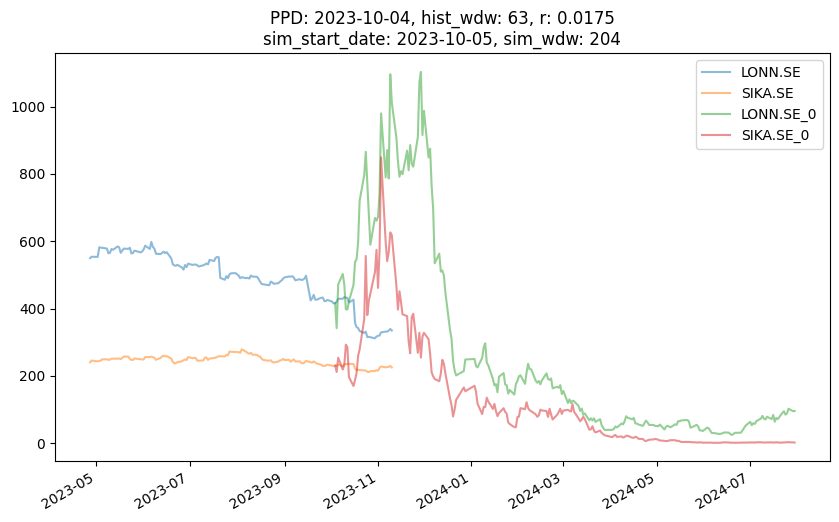 PPD: 2023-10-04, hist_wdw: 63, r: 0.0175
sim_start_date: 2023-10-05, sim_wdw: 204
LONN.SE
SIKA.SE
LONN.SE_0
SIKA.SE_0
1000
800
600
400
200
0
2023-05
2023-07
2023-09
2023-11
2024-01
2024-03
2024-05
2024-07